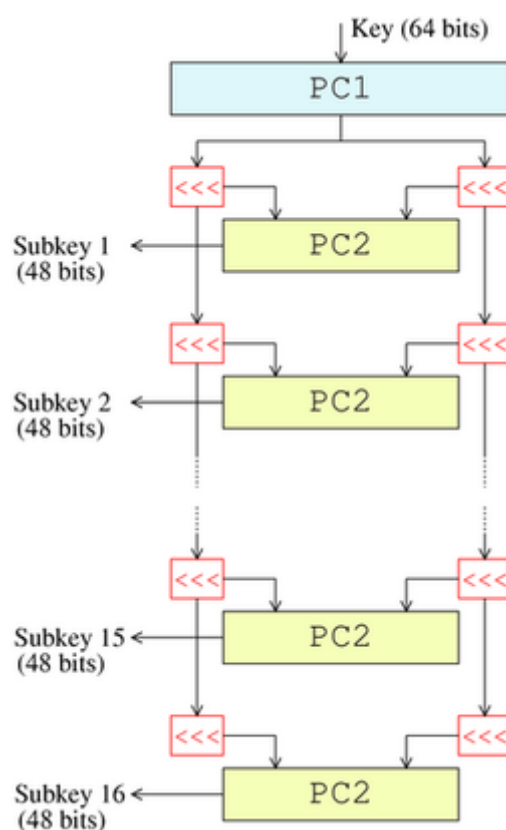 Key (64 bits)
PC1
<<< <<<
PC2
Subkey 1
(48 bits)
<<< <<<
PC2
Subkey 2
(48 bits)
<<< <<<
PC2
Subkey 15
(48 bits)
<<< <<<
PC2
Subkey 16
(48 bits)